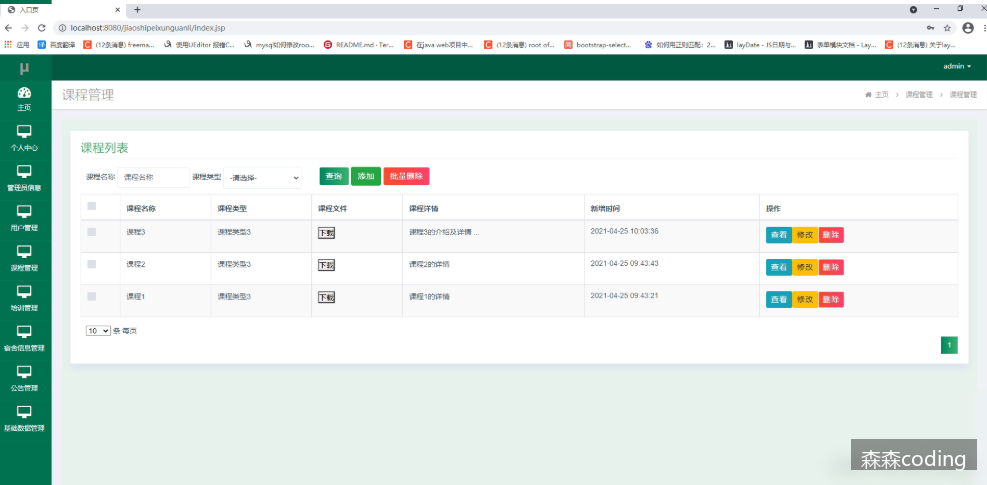 入口页
localhost:8080/jiaoshipeixunguanli/index.jsp
应用 百度翻译 (12条消息) freema... 使用UEditor 报错C... mysql如何修改roo... README.md · Ter... 在java web项目中... (12条消息) root of... bootstrap-select... 如何用正则匹配：2... layDate - JS日期与... 表单模块文档 - Lay... (12条消息) 关于lay...
μ
admin
主页
个人中心
管理员信息
用户管理
课程管理
培训管理
宿舍信息管理
公告管理
基础数据管理
课程管理
主页 > 课程管理 > 课程管理
课程列表
课程名称 课程名称 课程类型 -请选择- 查询 添加 批量删除
课程名称 课程类型 课程文件 课程详情 新增时间 操作
课程3 课程类型3 下载 课程3的介绍及详情 ... 2021-04-25 10:03:36 查看 修改 删除
课程2 课程类型3 下载 课程2的详情 2021-04-25 09:43:43 查看 修改 删除
课程1 课程类型3 下载 课程1的详情 2021-04-25 09:43:21 查看 修改 删除
10 条 每页
1
森森coding